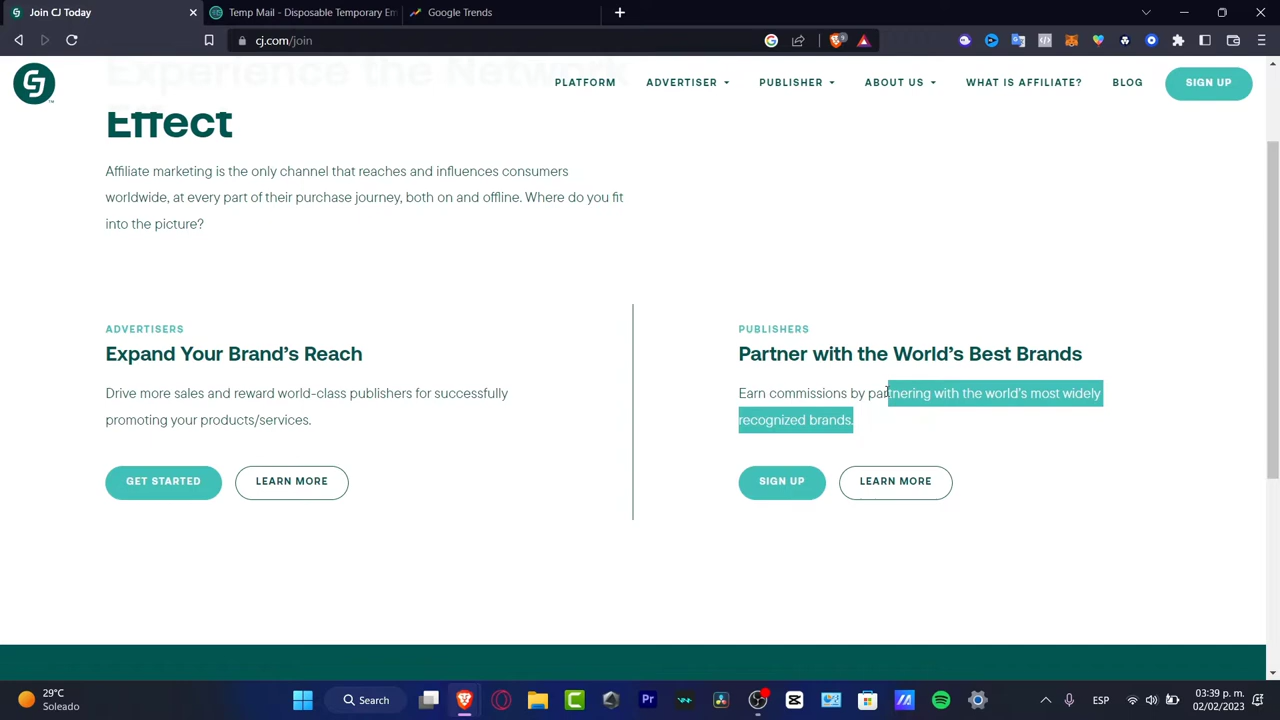 Join CJ Today
Temp Mail - Disposable Temporary Em
Google Trends
cj.com/join
9
Experience the Network
Effect
PLATFORM
ADVERTISER
PUBLISHER
ABOUT US
WHAT IS AFFILIATE?
BLOG
SIGN UP
Affiliate marketing is the only channel that reaches and influences consumers
worldwide, at every part of their purchase journey, both on and offline. Where do you fit
into the picture?
ADVERTISERS
Expand Your Brand’s Reach
Drive more sales and reward world-class publishers for successfully
promoting your products/services.
GET STARTED
LEARN MORE
PUBLISHERS
Partner with the World’s Best Brands
Earn commissions by partnering with the world’s most widely
recognized brands.
SIGN UP
LEARN MORE
29°C
Soleado
Search
Pr
ESP
03:39 p. m.
02/02/2023